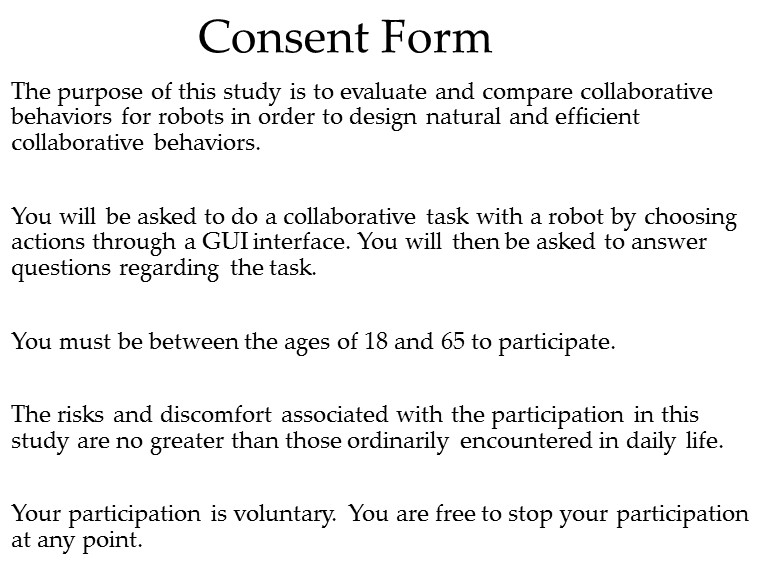 Consent Form
The purpose of this study is to evaluate and compare collaborative
behaviors for robots in order to design natural and efficient
collaborative behaviors.
You will be asked to do a collaborative task with a robot by choosing
actions through a GUI interface. You will then be asked to answer
questions regarding the task.
You must be between the ages of 18 and 65 to participate.
The risks and discomfort associated with the participation in this
study are no greater than those ordinarily encountered in daily life.
Your participation is voluntary. You are free to stop your participation
at any point.